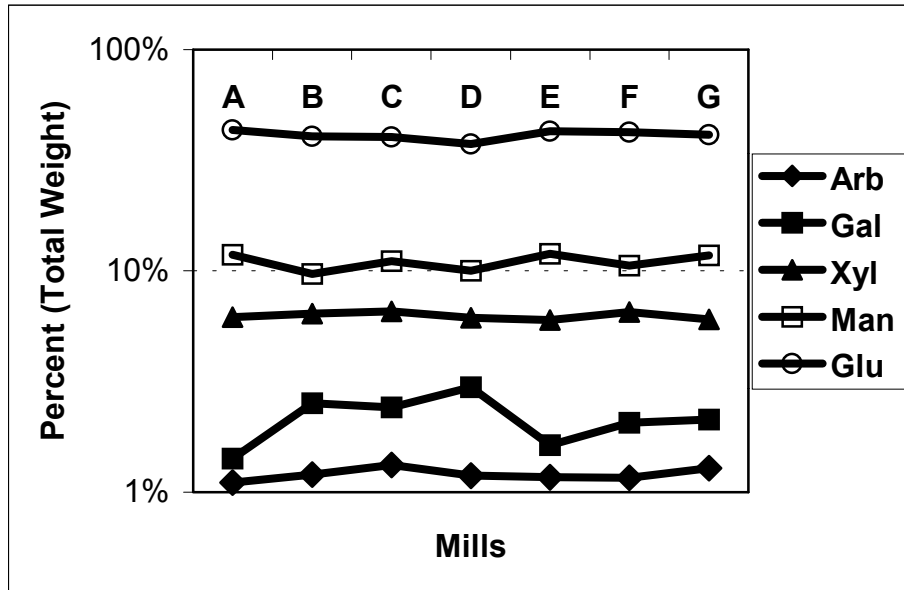 100%
A B C D E F G
10%
1%
Percent (Total Weight)
Mills
Arb
Gal
Xyl
Man
Glu